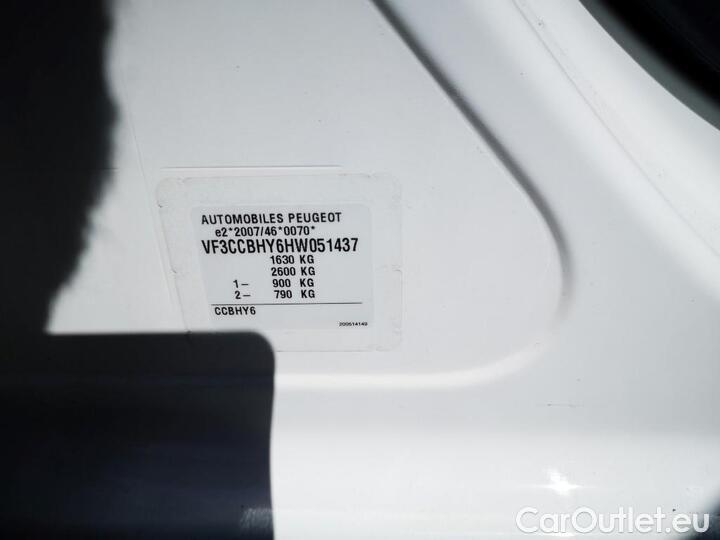 AUTOMOBILES PEUGEOT
e2*2007/46*0070*
VF3CCBHY6HW051437
1630 KG
2600 KG
1- 900 KG
2- 790 KG
CCBHY6
200514149
CarOutlet.eu